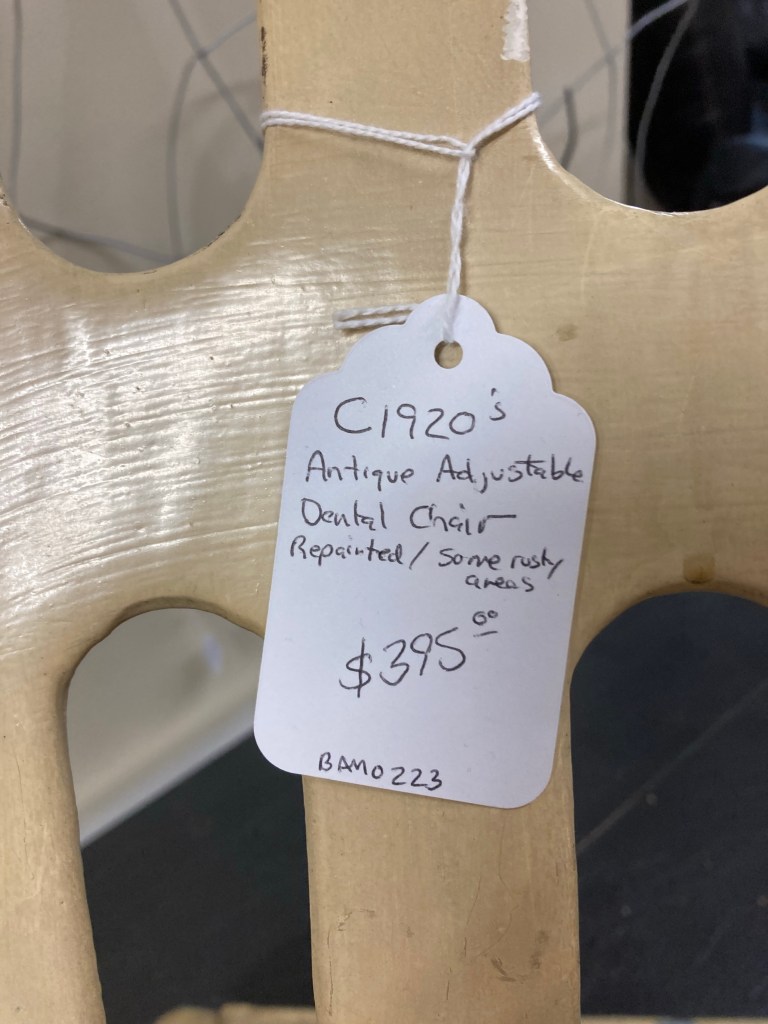 C1920's
Antique Adjustable
Dental Chair
Repainted / some rusty
areas
$395.00
BAM0223